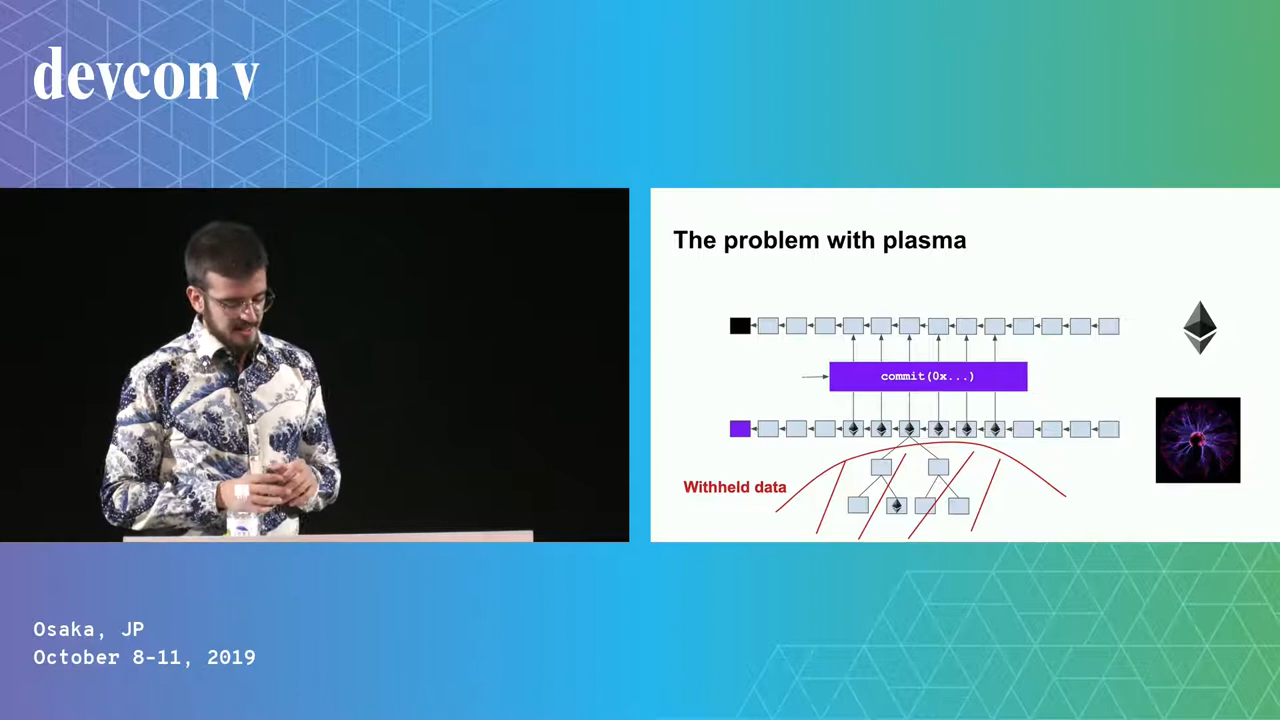 devcon v
The problem with plasma
commit(0x...)
Withheld data
Osaka, JP
October 8-11, 2019